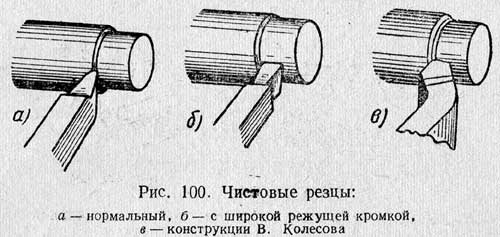 а) б) в)
Рис. 100. Чистовые резцы:
а — нормальный, б — с широкой режущей кромкой,
в — конструкции В. Колесова